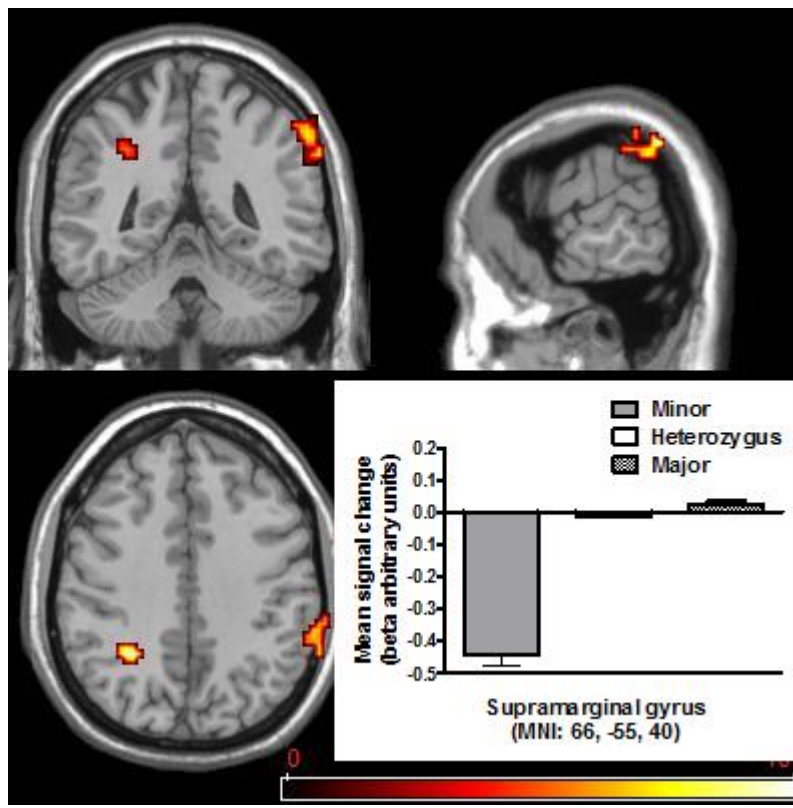 Minor
Heterozygus
Major
0.2
0.1
0.0
-0.1
-0.2
-0.3
-0.4
-0.5
Mean signal change
(beta arbitrary units)
Supramarginal gyrus
(MNI: 66, -55, 40)
0